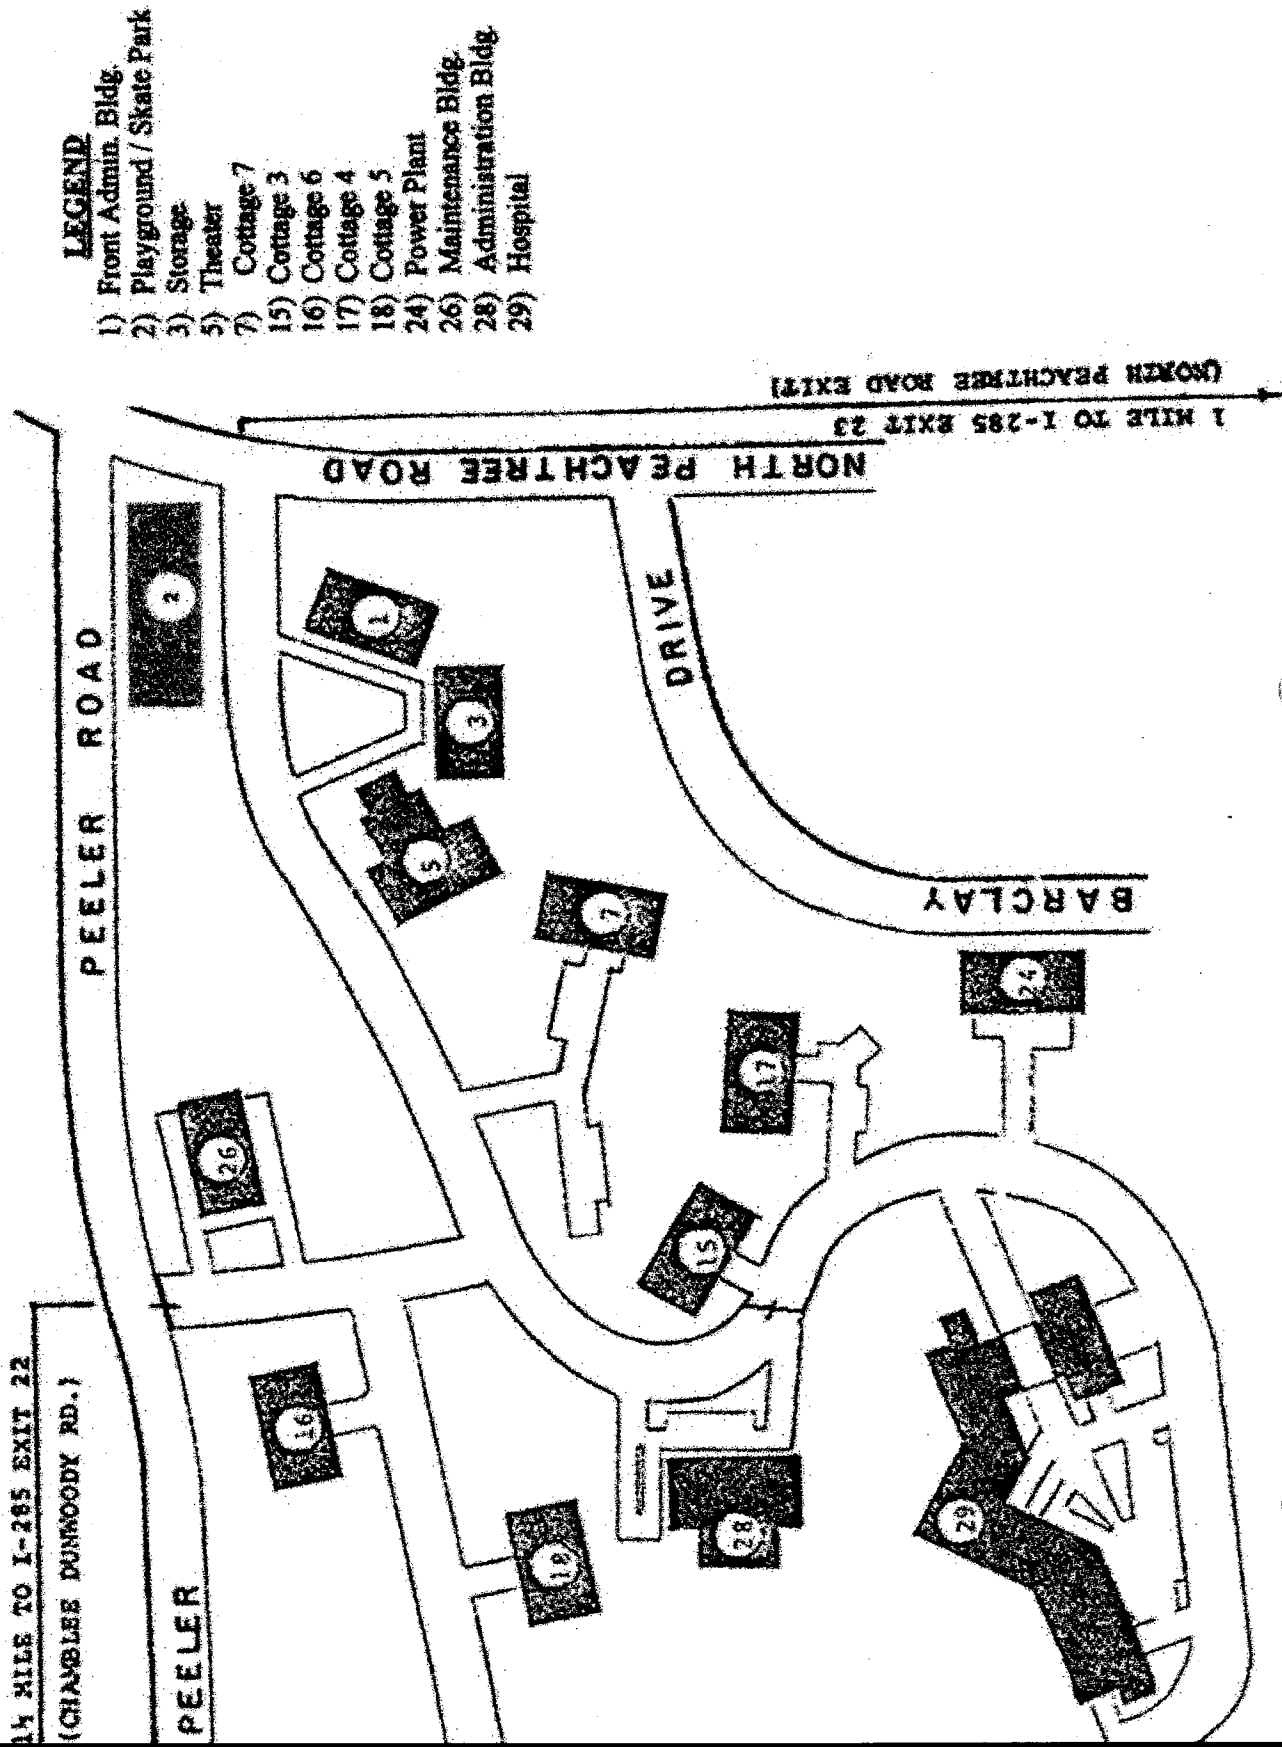 LEGEND
1) Front Admin. Bldg.
2) Playground / Skate Park
3) Storage
5) Theater
7) Cottage 7
15) Cottage 3
16) Cottage 6
17) Cottage 4
18) Cottage 5
24) Power Plant
26) Maintenance Bldg.
28) Administration Bldg.
29) Hospital
1¼ MILE TO I-285 EXIT 22
(CHAMBLEE DUNWOODY RD.)
PEELER
PEELER ROAD
NORTH PEACHTREE ROAD
1 MILE TO I-285 EXIT 23
(NORTH PEACHTREE ROAD EXIT)
BARCLAY
DRIVE
2
1
3
5
7
26
17
24
15
16
18
28
29